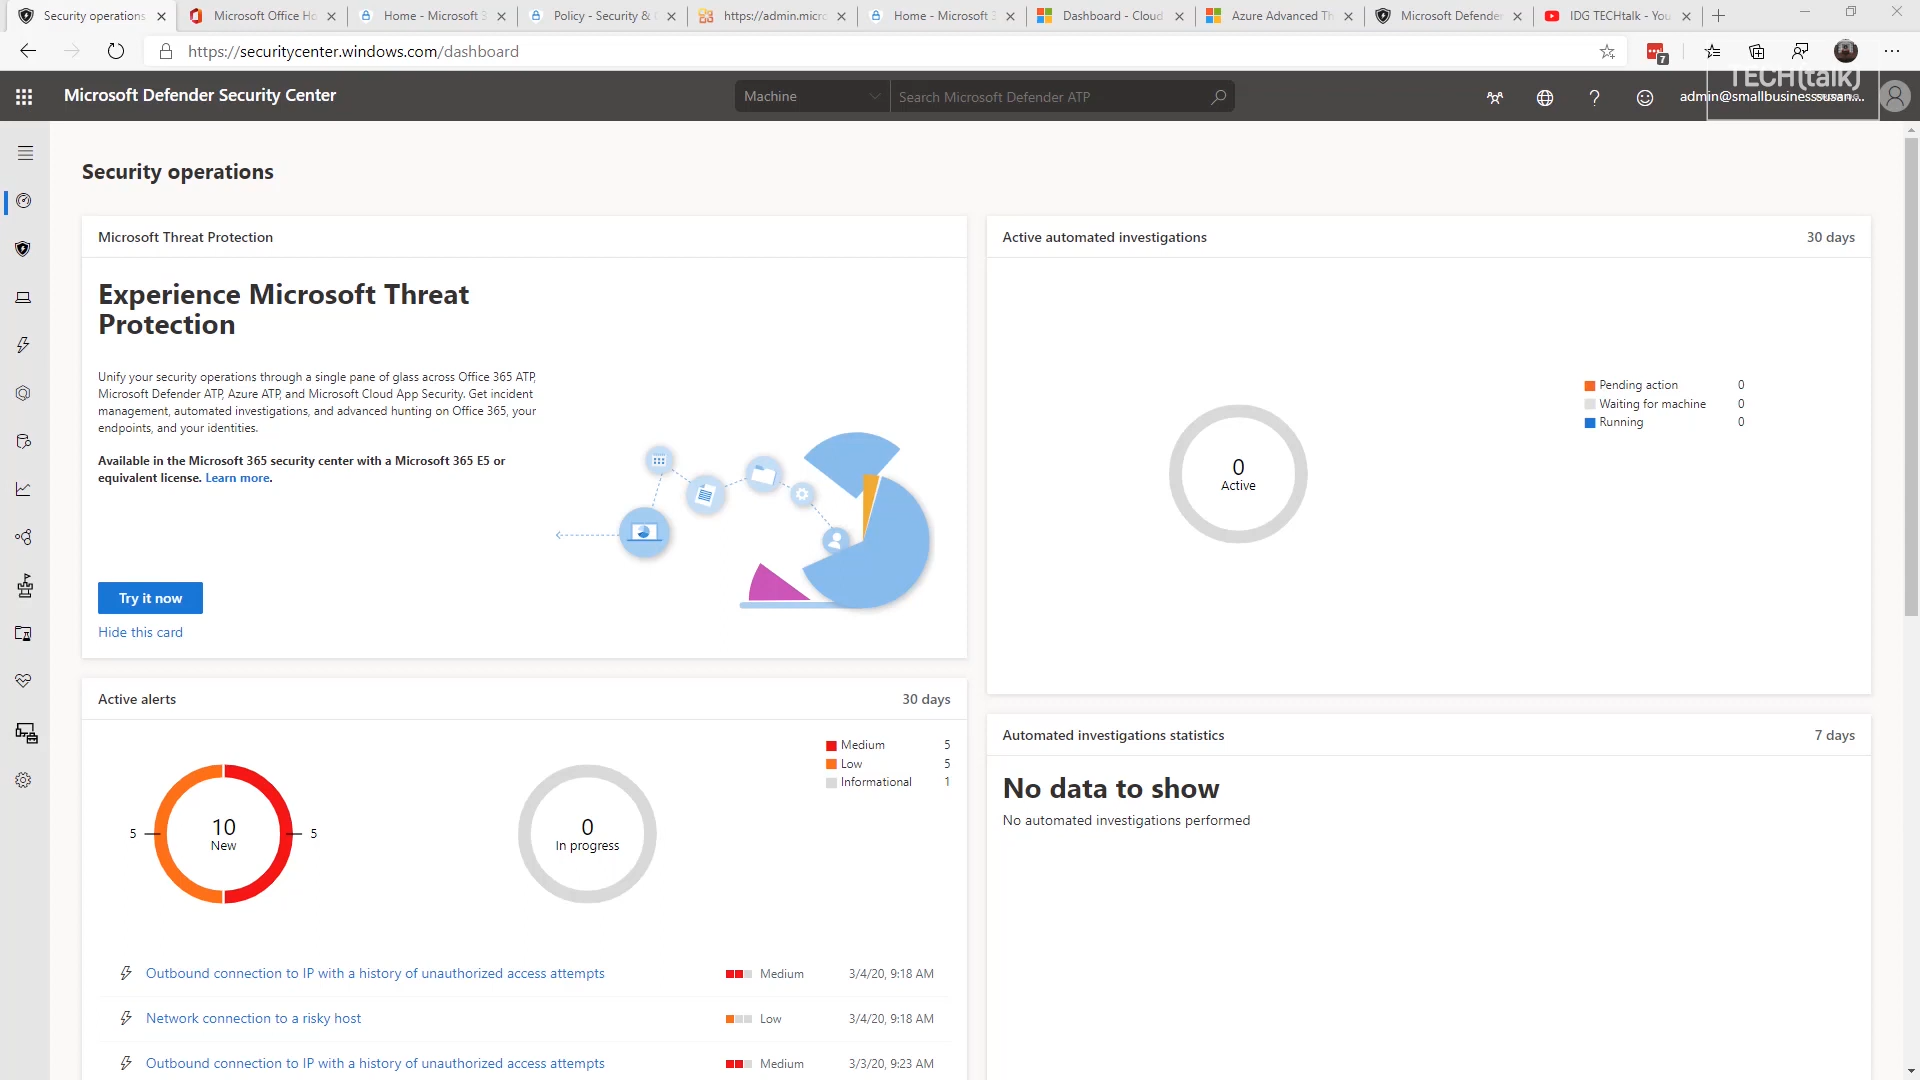 Security operations
Microsoft Office Ho
Home - Microsoft 3
Policy - Security & C
https://admin.micro
Home - Microsoft 3
Dashboard - Cloud
Azure Advanced Th
Microsoft Defender
IDG TECHtalk - You
https://securitycenter.windows.com/dashboard
7
Microsoft Defender Security Center
Machine
Search Microsoft Defender ATP
TECH(talk)
admin@smallbusinesssusan...
Security operations
Microsoft Threat Protection
Experience Microsoft Threat
Protection
Unify your security operations through a single pane of glass across Office 365 ATP,
Microsoft Defender ATP, Azure ATP, and Microsoft Cloud App Security. Get incident
management, automated investigations, and advanced hunting on Office 365, your
endpoints, and your identities.
Available in the Microsoft 365 security center with a Microsoft 365 E5 or
equivalent license. Learn more.
Try it now
Hide this card
Active automated investigations
30 days
0
Active
Pending action 0
Waiting for machine 0
Running 0
Active alerts
30 days
Medium 5
Low 5
Informational 1
5
10
New
5
0
In progress
Outbound connection to IP with a history of unauthorized access attempts Medium 3/4/20, 9:18 AM
Network connection to a risky host Low 3/4/20, 9:18 AM
Outbound connection to IP with a history of unauthorized access attempts Medium 3/3/20, 9:23 AM
Automated investigations statistics
7 days
No data to show
No automated investigations performed